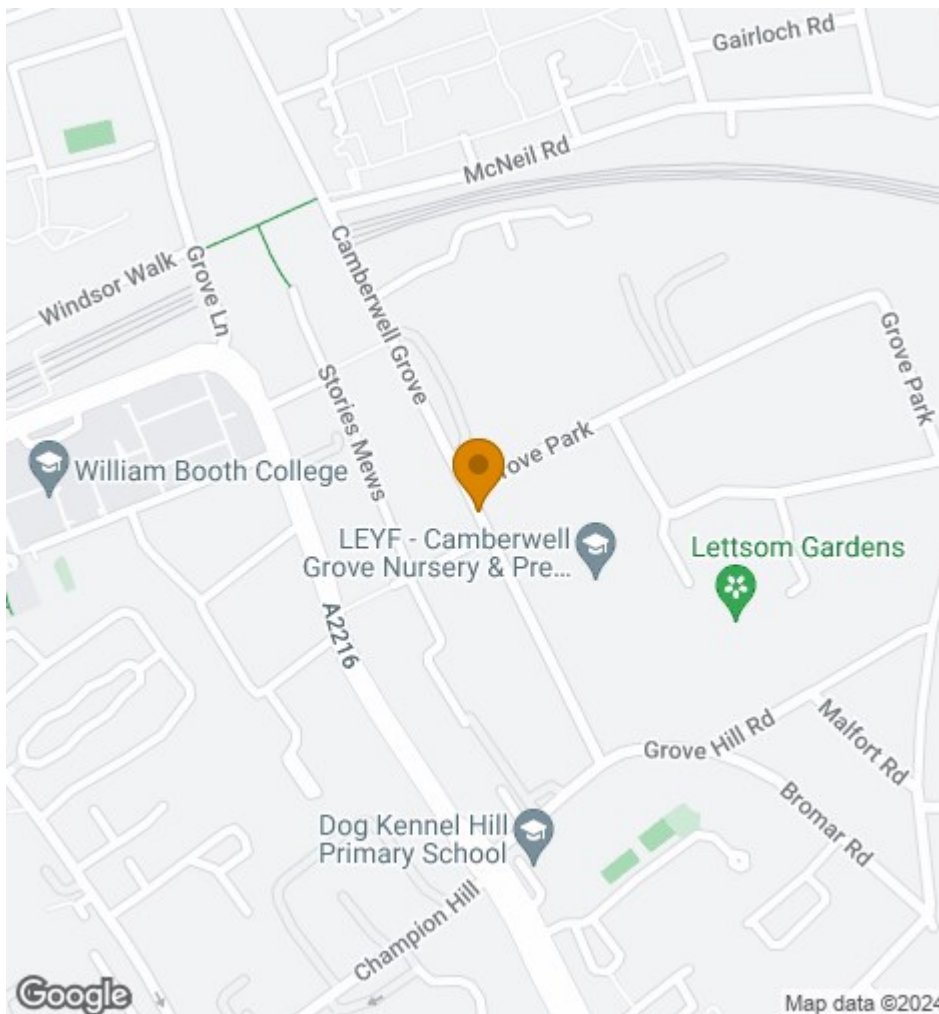 Gairloch Rd
McNeil Rd
Windsor Walk
Grove Ln
Camberwell Grove
Grove Park
Stories Mews
rove Park
William Booth College
LEYF - Camberwell
Grove Nursery & Pre...
Lettsom Gardens
A2216
Grove Hill Rd
Malfort Rd
Bromar Rd
Dog Kennel Hill
Primary School
Champion Hill
Google
Map data ©2024